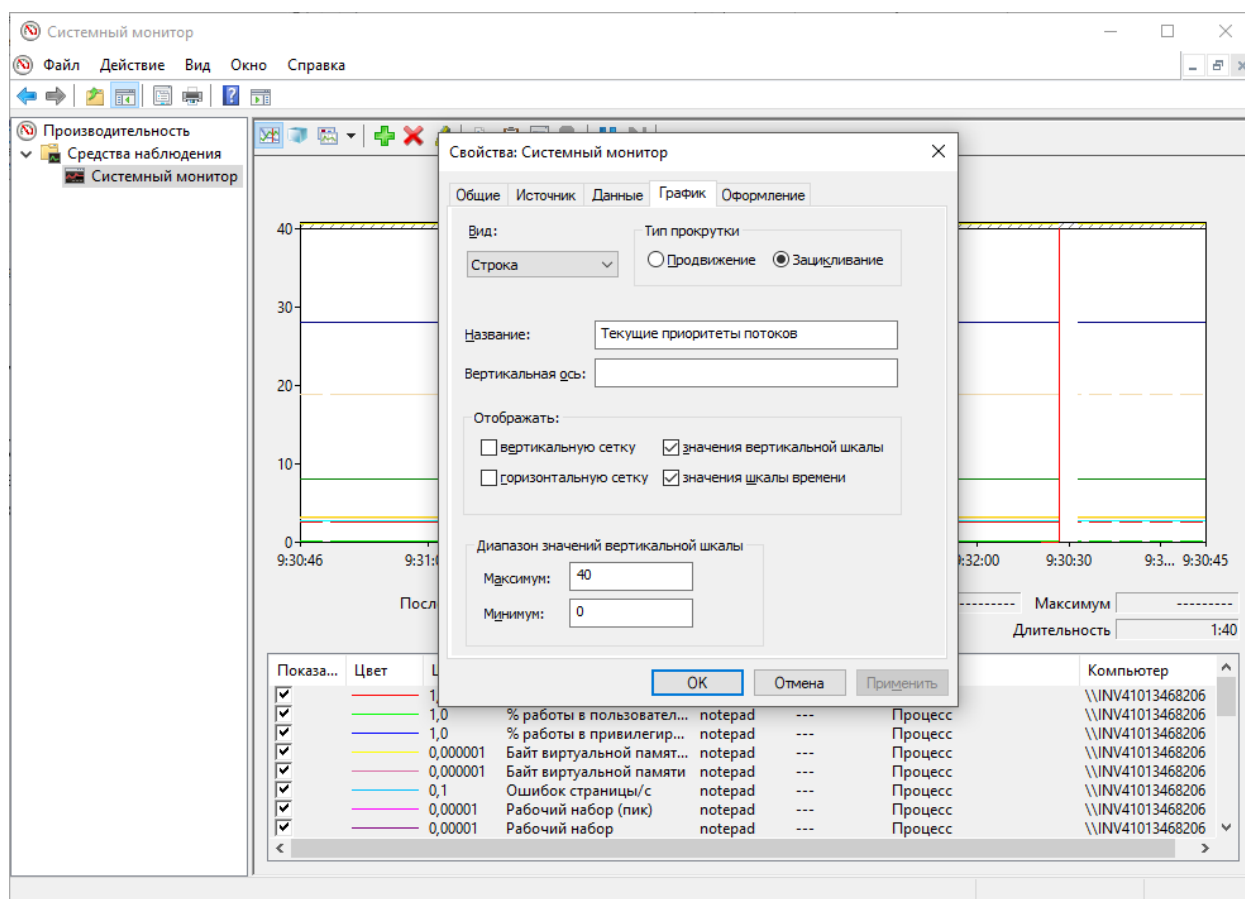 Системный монитор
Файл Действие Вид Окно Справка
Производительность
Средства наблюдения
Системный монитор
Свойства: Системный монитор
Общие Источник Данные График Оформление
Вид:
Строка
Тип прокрутки
Продвижение Зацикливание
Название: Текущие приоритеты потоков
Вертикальная ось:
Отображать:
вертикальную сетку значения вертикальной шкалы
горизонтальную сетку значения шкалы времени
Диапазон значений вертикальной шкалы
Максимум: 40
Минимум: 0
OK Отмена Применить
40
30
20
10
0
9:30:46 :32:00 9:30:30 9:3... 9:30:45
--------- Максимум ---------
Длительность 1:40
Показа... Цвет Компьютер
\\INV41013468206
1,0 % работы в пользовател... notepad --- Процесс \\INV41013468206
1,0 % работы в привилегир... notepad --- Процесс \\INV41013468206
0,000001 Байт виртуальной памят... notepad --- Процесс \\INV41013468206
0,000001 Байт виртуальной памяти notepad --- Процесс \\INV41013468206
0,1 Ошибок страницы/с notepad --- Процесс \\INV41013468206
0,00001 Рабочий набор (пик) notepad --- Процесс \\INV41013468206
0,00001 Рабочий набор notepad --- Процесс \\INV41013468206